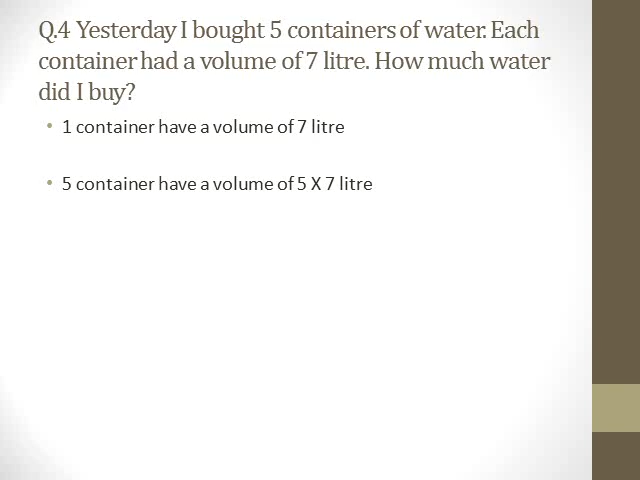 Q.4 Yesterday I bought 5 containers of water. Each
container had a volume of 7 litre. How much water
did I buy?
• 1 container have a volume of 7 litre
• 5 container have a volume of 5 X 7 litre